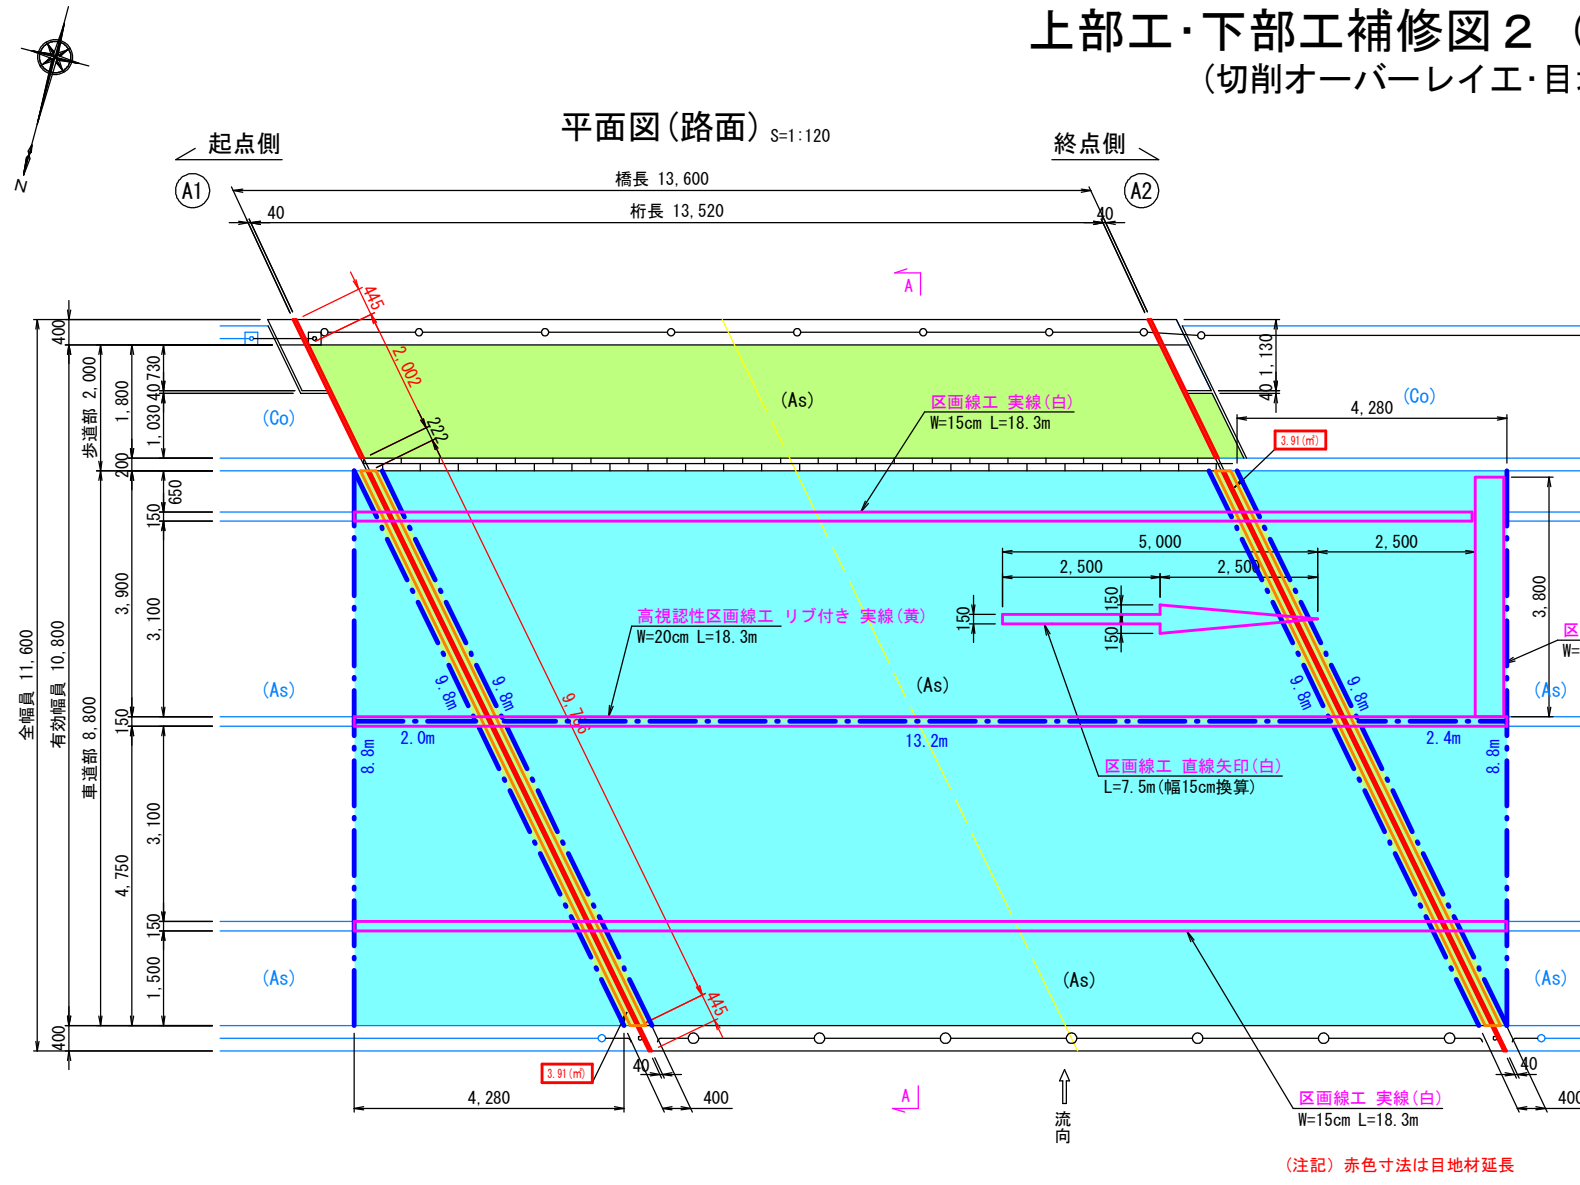 上部工・下部工補修図２（
(切削オーバーレイ工・目
平面図(路面) S=1:120
起点側
終点側
A1
A2
N
橋長 13,600
桁長 13,520
40
40
A
445
2,002
222
9,756
445
全幅員 11,600
400
有効幅員 10,800
400
歩道部 2,000
200
車道部 8,800
1,800
3,900
150
4,750
730
40
1,030
650
150
3,100
3,100
150
1,500
1,130
40
(Co)
(As)
(Co)
4,280
区画線工 実線(白)
W=15cm L=18.3m
3.91(㎡)
5,000
2,500
2,500
2,500
150
150
150
3,800
高視認性区画線工 リブ付き 実線(黄)
W=20cm L=18.3m
区
W=
(As)
(As)
(As)
9.8m
9.8m
9.8m
9.8m
2.0m
13.2m
2.4m
8.8m
8.8m
区画線工 直線矢印(白)
L=7.5m(幅15cm換算)
(As)
(As)
(As)
3.91(㎡)
40
400
4,280
A
流向
区画線工 実線(白)
W=15cm L=18.3m
40
400
(注記) 赤色寸法は目地材延長